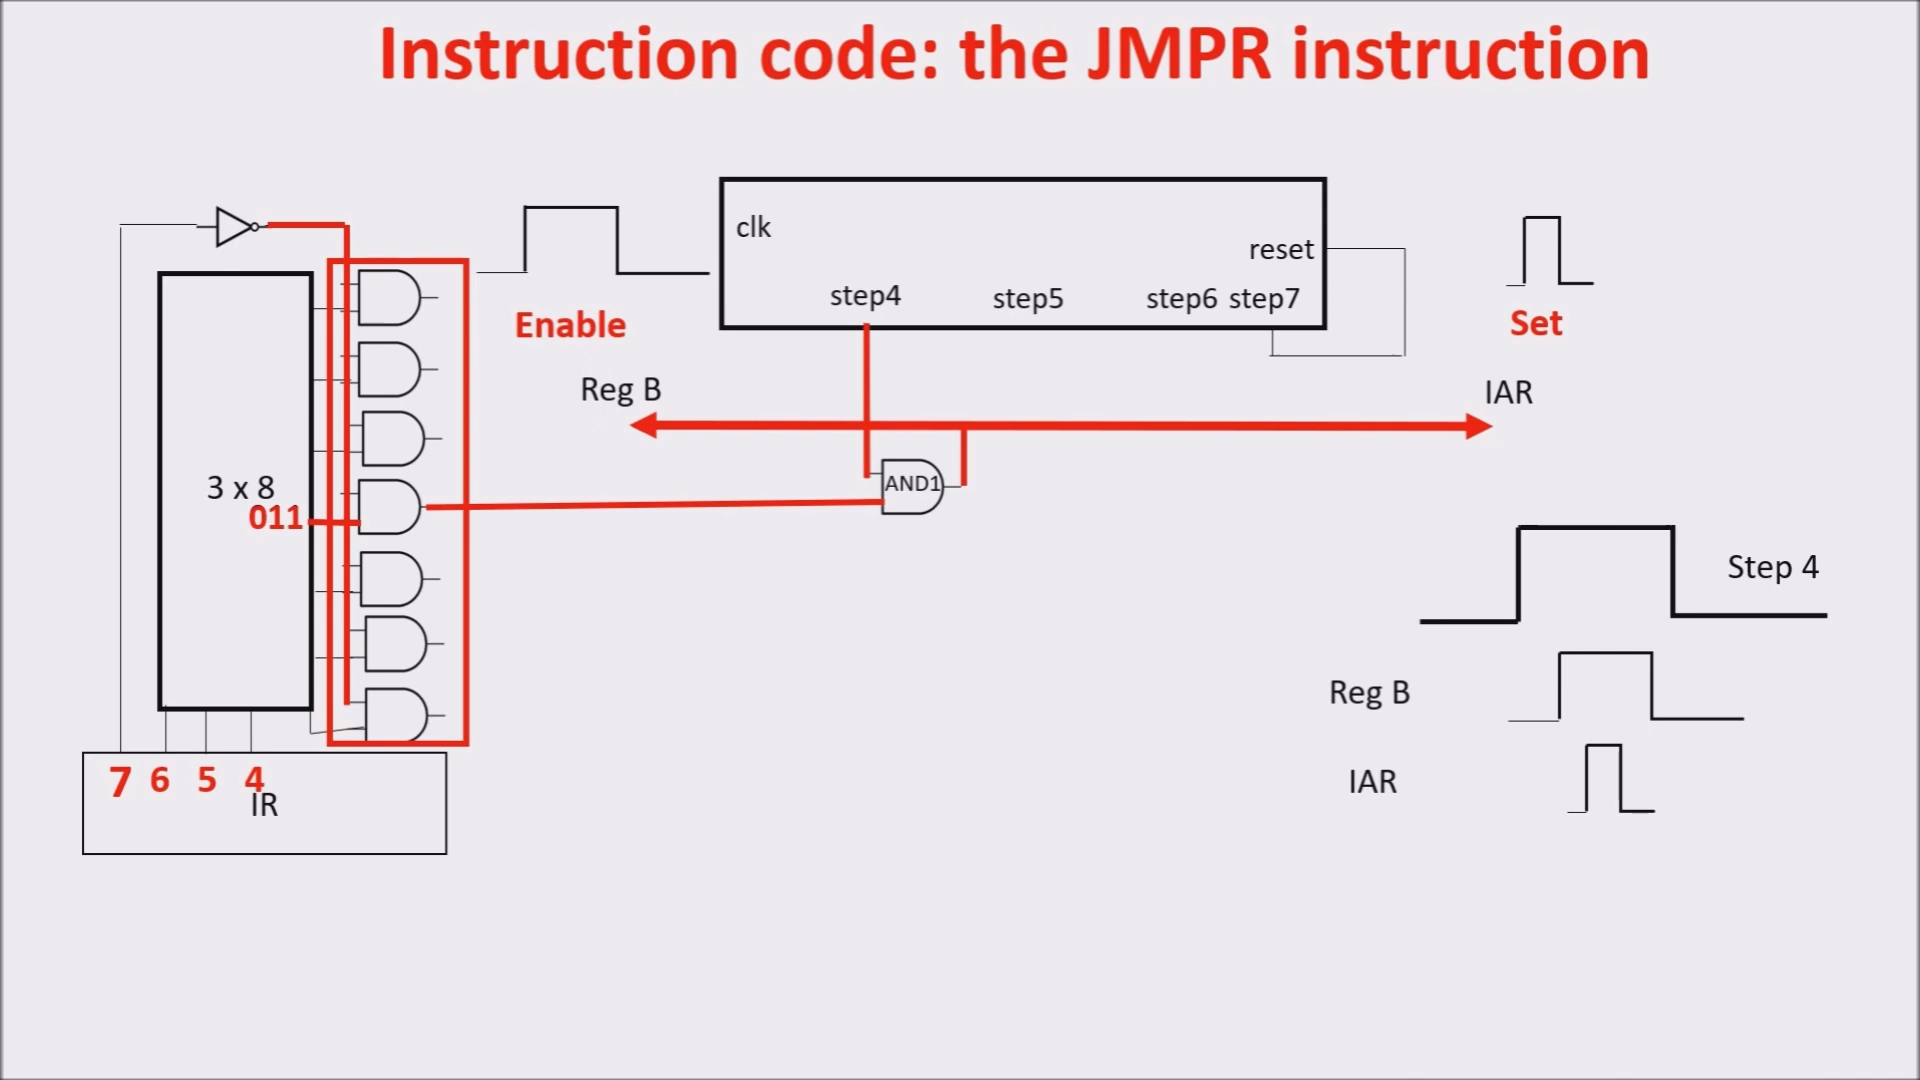 Instruction code: the JMPR instruction
clk
reset
step4 step5 step6 step7
Enable
Set
Reg B
IAR
3 x 8
011
AND1
Step 4
Reg B
IAR
7 6 5 4
IR